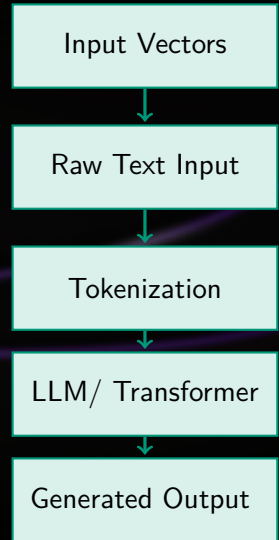 Input Vectors
Raw Text Input
Tokenization
LLM/ Transformer
Generated Output